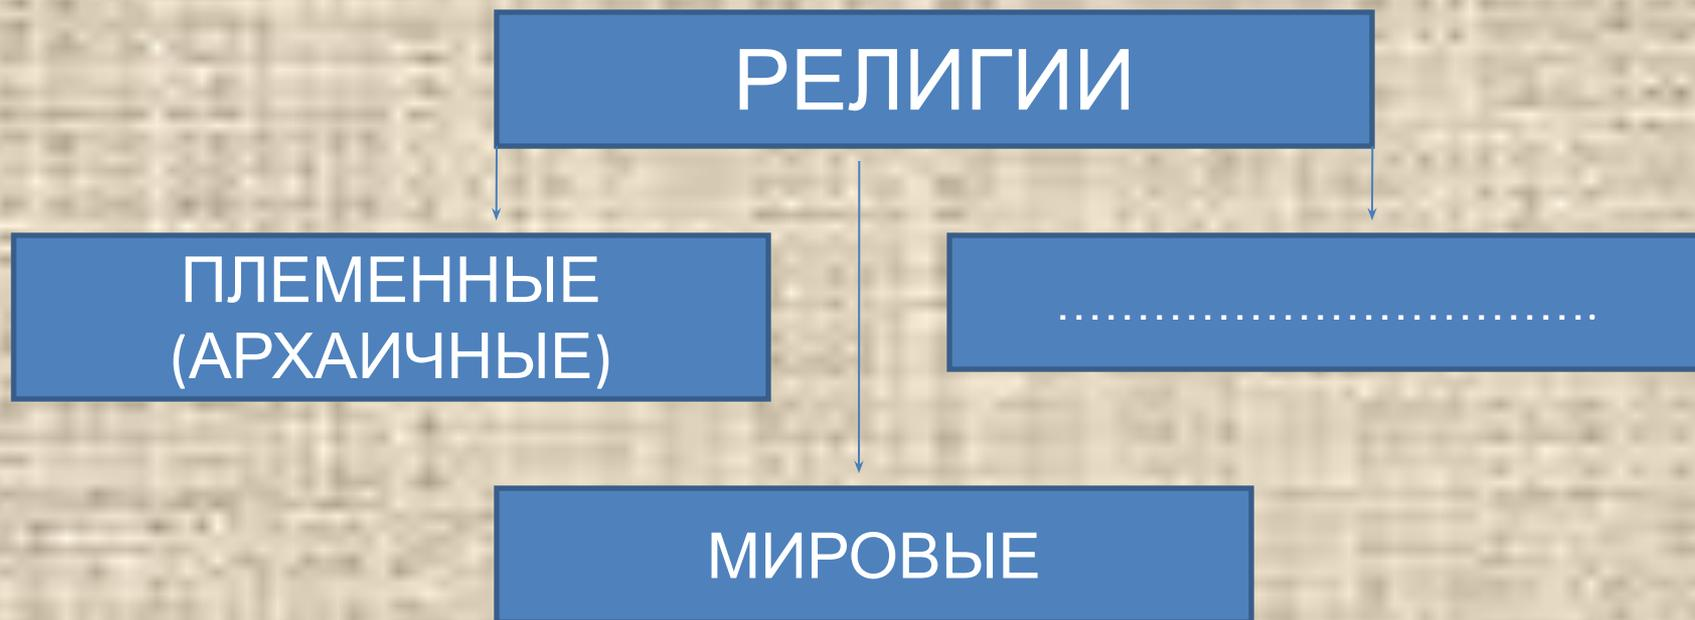 РЕЛИГИИ
ПЛЕМЕННЫЕ
(АРХАИЧНЫЕ)
..................................
МИРОВЫЕ